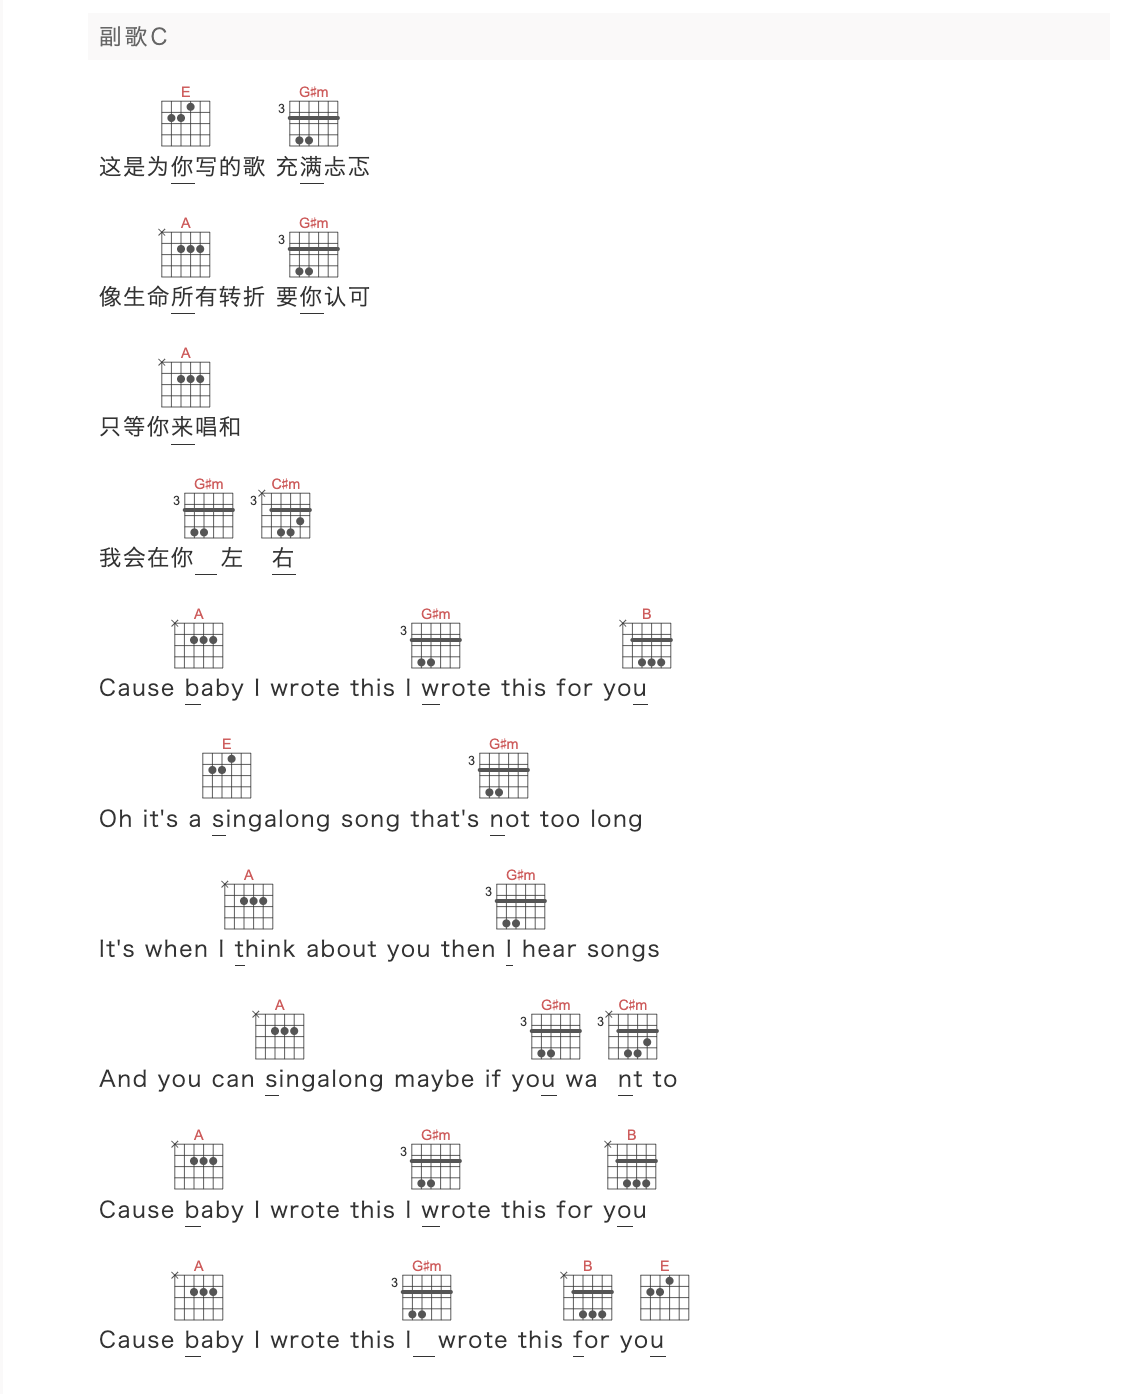 副歌C
E G♯m
3
这是为你写的歌 充满忐忑
A G♯m
× 3
像生命所有转折 要你认可
A
×
只等你来唱和
G♯m C♯m
3 3 ×
我会在你 左 右
A G♯m B
× 3 ×
Cause baby I wrote this I wrote this for you
E G♯m
3
Oh it's a singalong song that's not too long
A G♯m
× 3
It's when I think about you then I hear songs
A G♯m C♯m
× 3 3 ×
And you can singalong maybe if you wa nt to
A G♯m B
× 3 ×
Cause baby I wrote this I wrote this for you
A G♯m B E
× 3 ×
Cause baby I wrote this I wrote this for you